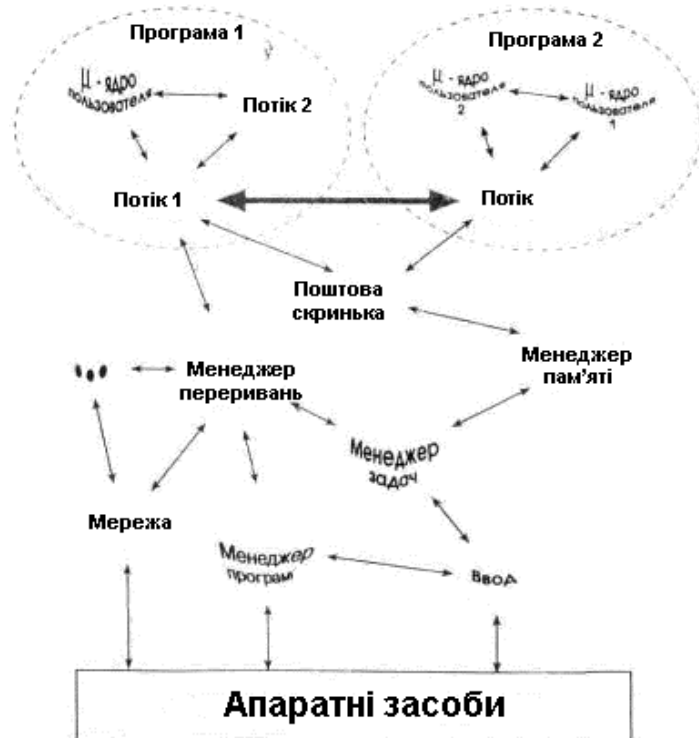 Програма 1
Програма 2
μ - ядро
пользователя
Потік 2
μ - ядро
пользователя
2
μ - ядро
пользователя
1
Потік 1
Потік
Поштова
скринька
Менеджер
переривань
Менеджер
пам'яті
Менеджер
задач
Мережа
Менеджер
програм
Ввод
Апаратні засоби